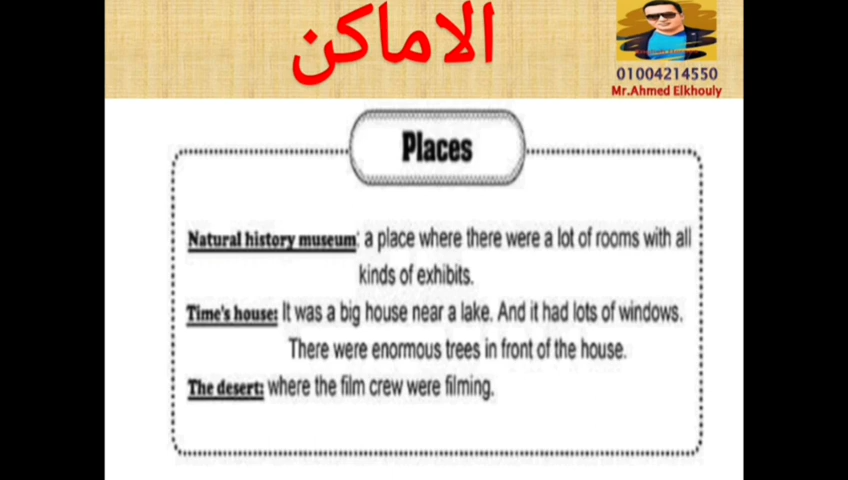 الاماكن
01004214550
Mr.Ahmed Elkhouly
Places
Natural history museum: a place where there were a lot of rooms with all
kinds of exhibits.
Time's house: It was a big house near a lake. And it had lots of windows.
There were enormous trees in front of the house.
The desert: where the film crew were filming.